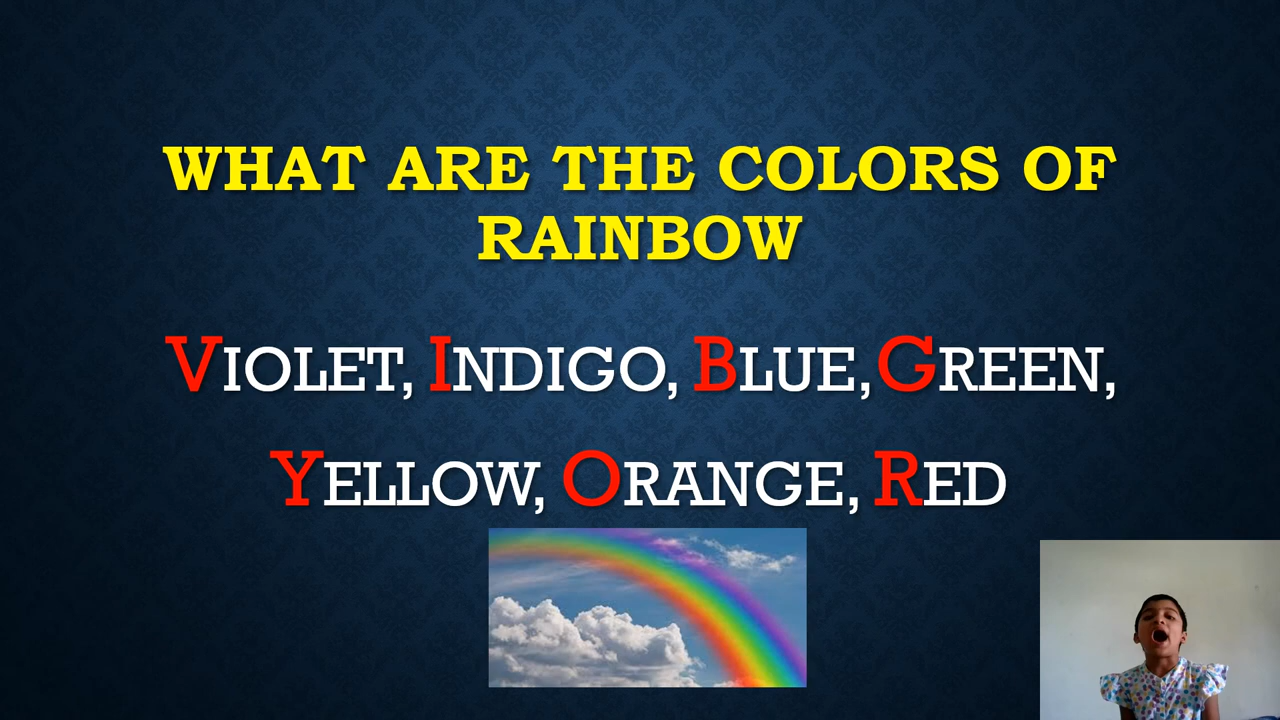 WHAT ARE THE COLORS OF
RAINBOW
VIOLET, INDIGO, BLUE, GREEN,
YELLOW, ORANGE, RED